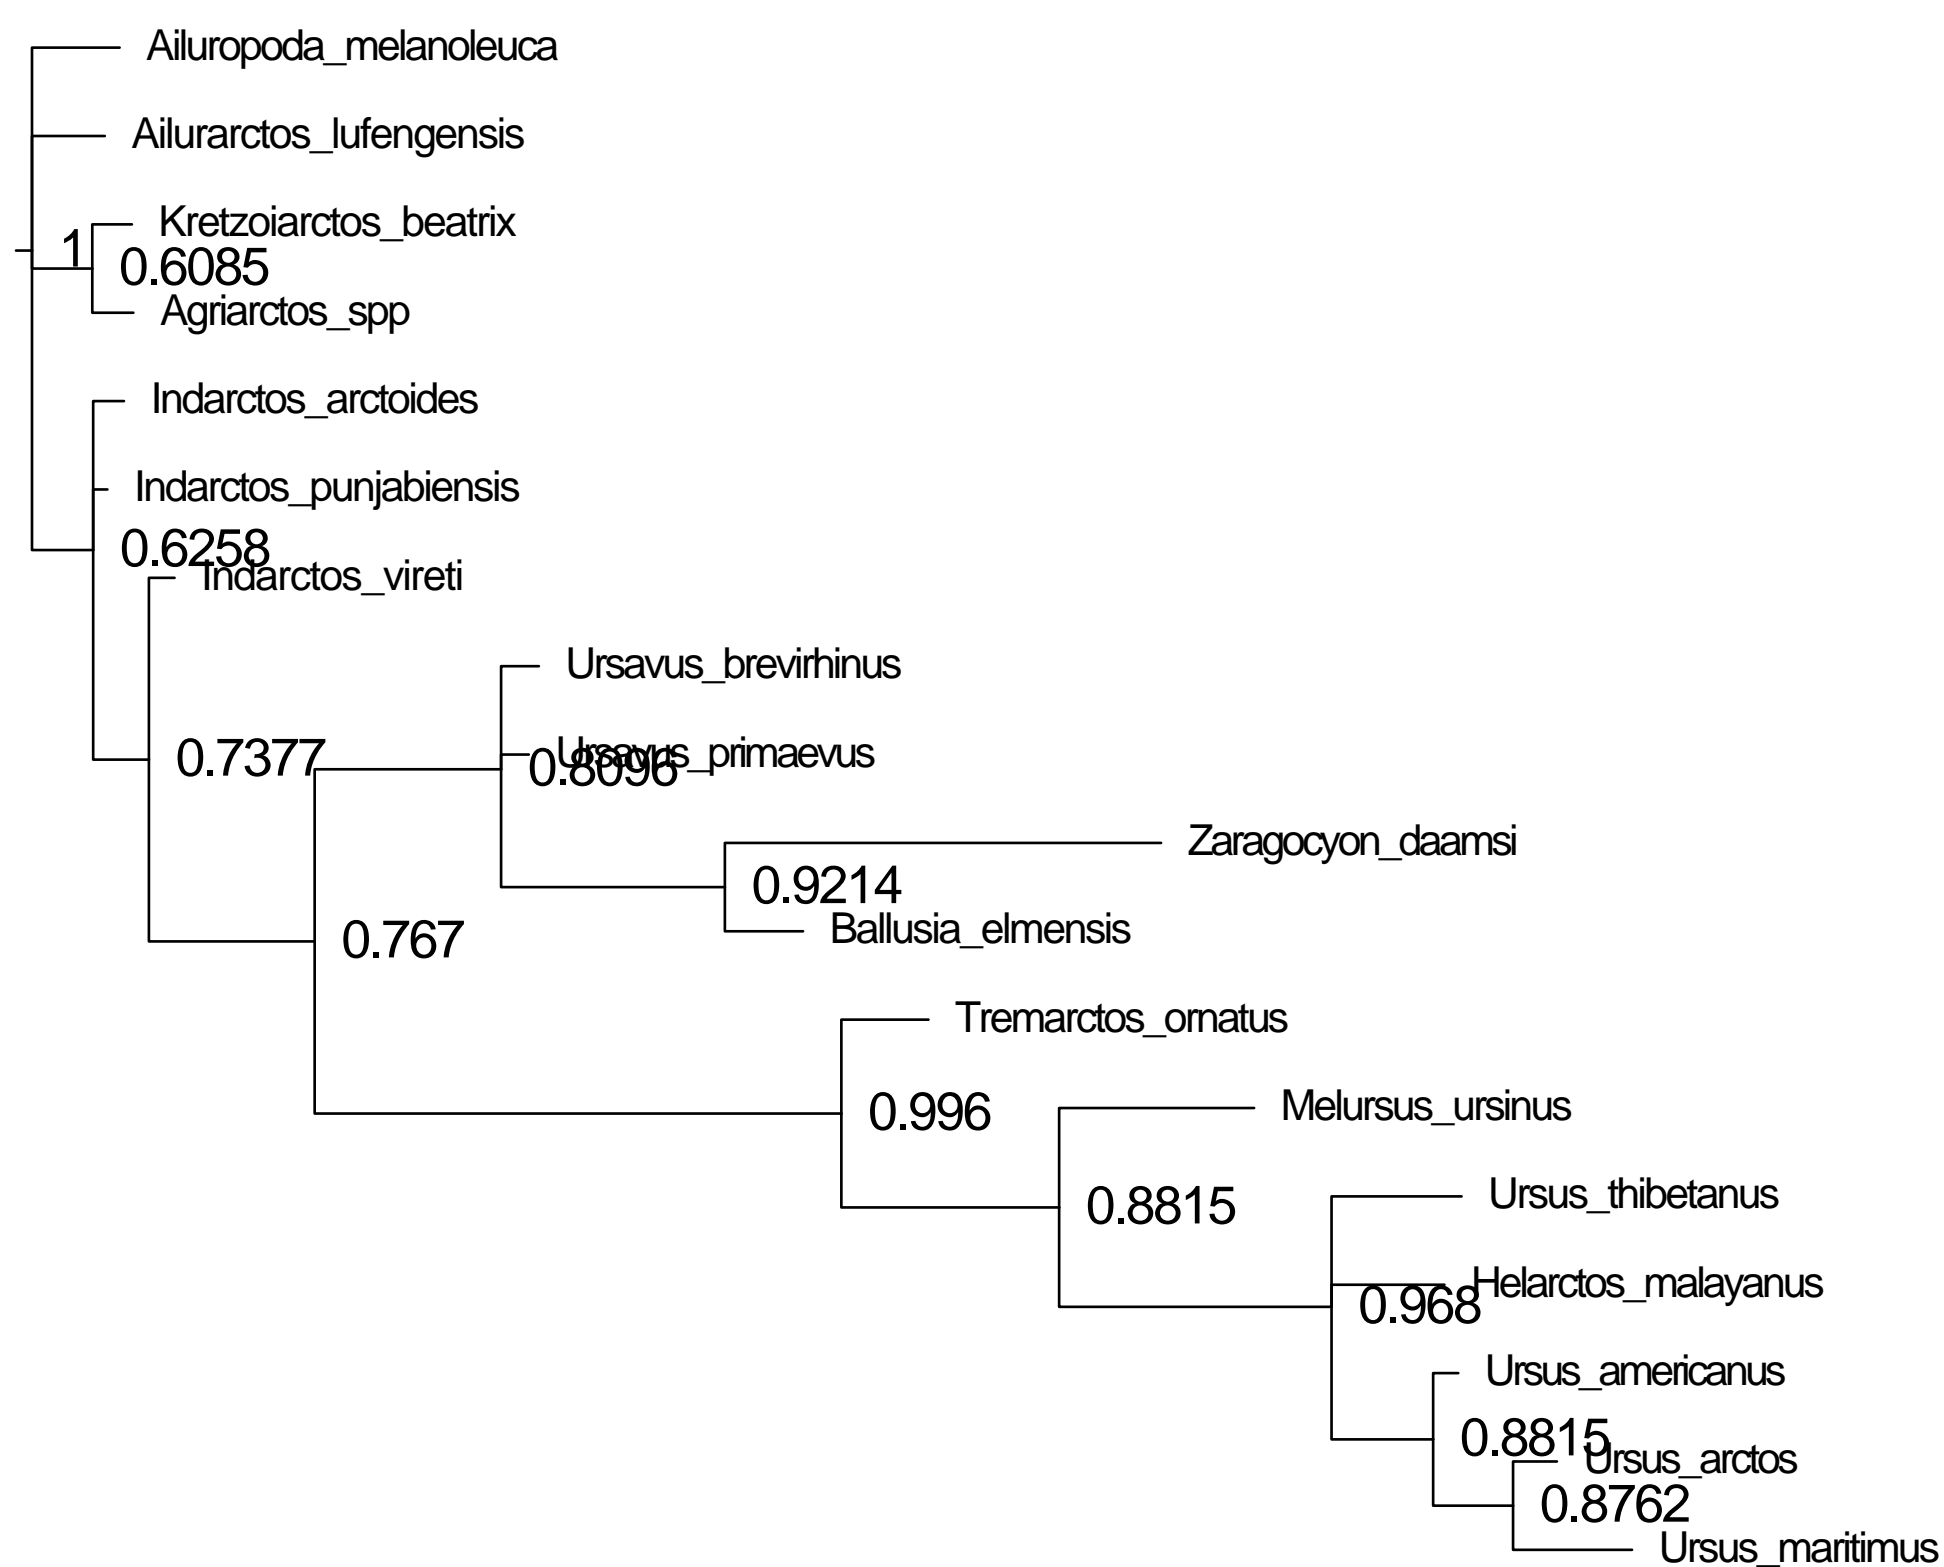 Ailuropoda_melanoleuca
Ailurarctos_lufengensis
Kretzoiarctos_beatrix
1
0.6085
Agriarctos_spp
Indarctos_arctoides
Indarctos_punjabiensis
0.6258
Indarctos_vireti
Ursavus_brevirhinus
Ursavus_primaevus
0.7377
0.8096
Zaragocyon_daamsi
0.9214
Ballusia_elmensis
0.767
Tremarctos_ornatus
0.996
Melursus_ursinus
Ursus_thibetanus
0.8815
Helarctos_malayanus
0.968
Ursus_americanus
0.8815
Ursus_arctos
0.8762
Ursus_maritimus